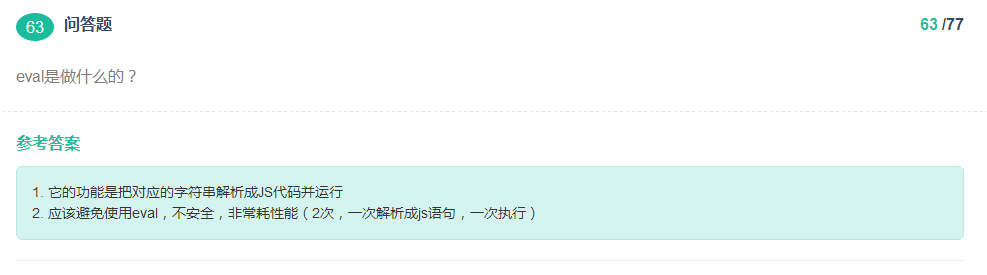 63 问答题 63 /77
eval是做什么的？
参考答案
1. 它的功能是把对应的字符串解析成JS代码并运行
2. 应该避免使用eval，不安全，非常耗性能（2次，一次解析成js语句，一次执行）